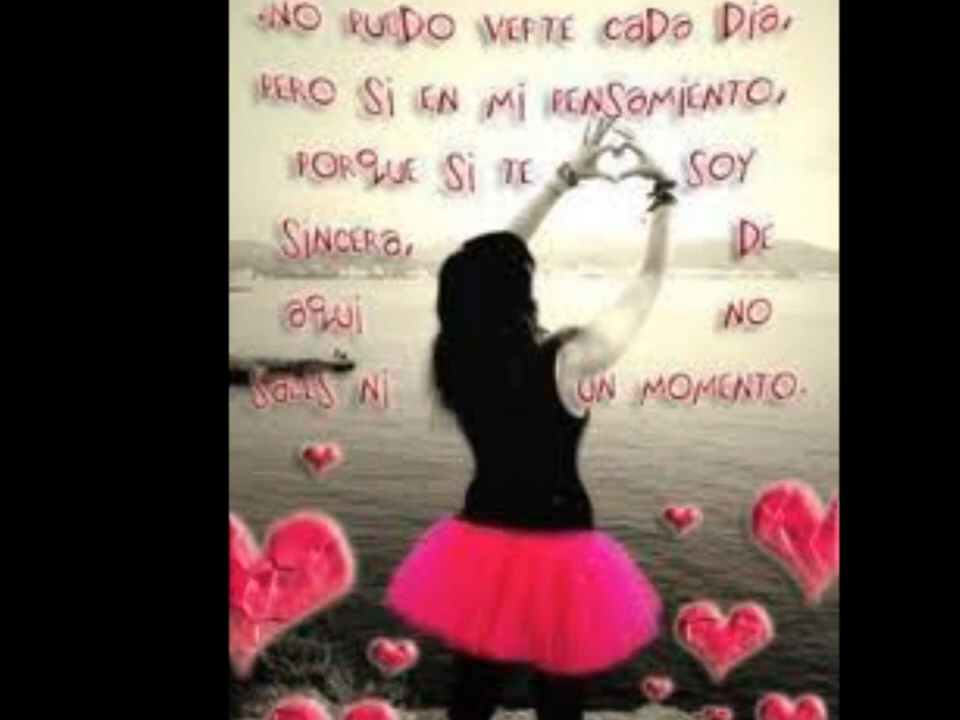 .NO PUEDO VERTE CADA DIA,
PERO SI EN MI PENSAMIENTO,
PORQUE SI TE SOY
SINCERA, DE
AQUI NO
SALES NI UN MOMENTO.